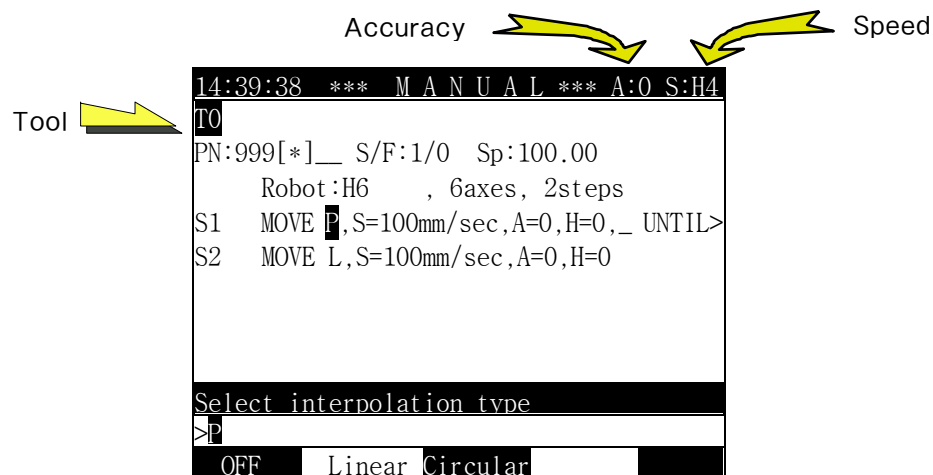 Accuracy
Speed
14:39:38 *** M A N U A L *** A:0 S:H4
Tool
T0
PN:999[*]__ S/F:1/0 Sp:100.00
Robot:H6 , 6axes, 2steps
S1 MOVE P,S=100mm/sec,A=0,H=0,_ UNTIL>
S2 MOVE L,S=100mm/sec,A=0,H=0
Select interpolation type
>P
OFF Linear Circular